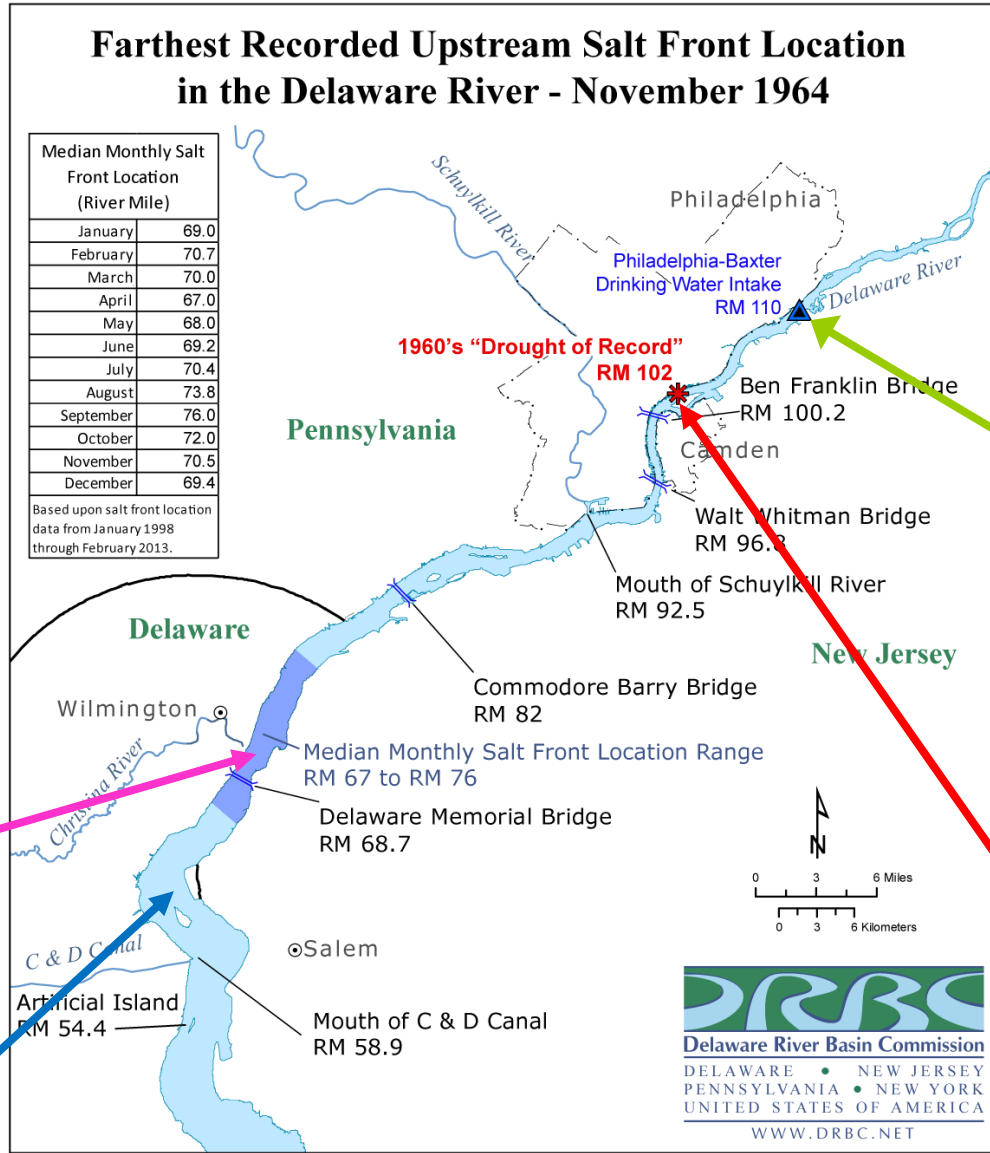 Farthest Recorded Upstream Salt Front Location
in the Delaware River - November 1964
Median Monthly Salt
Front Location
(River Mile)
January 69.0
February 70.7
March 70.0
April 67.0
May 68.0
June 69.2
July 70.4
August 73.8
September 76.0
October 72.0
November 70.5
December 69.4
Based upon salt front location
data from January 1998
through February 2013.
Schuylkill River
Philadelphia
Philadelphia-Baxter
Drinking Water Intake
RM 110
Delaware River
1960's “Drought of Record”
RM 102
Ben Franklin Bridge
RM 100.2
Pennsylvania
Camden
Walt Whitman Bridge
RM 96.8
Mouth of Schuylkill River
RM 92.5
Delaware
New Jersey
Commodore Barry Bridge
RM 82
Wilmington
Median Monthly Salt Front Location Range
RM 67 to RM 76
Christina River
Delaware Memorial Bridge
RM 68.7
N
0 3 6 Miles
0 3 6 Kilometers
C & D Canal
Salem
Artificial Island
RM 54.4
Mouth of C & D Canal
RM 58.9
DRBC
Delaware River Basin Commission
DELAWARE • NEW JERSEY
PENNSYLVANIA • NEW YORK
UNITED STATES OF AMERICA
WWW.DRBC.NET